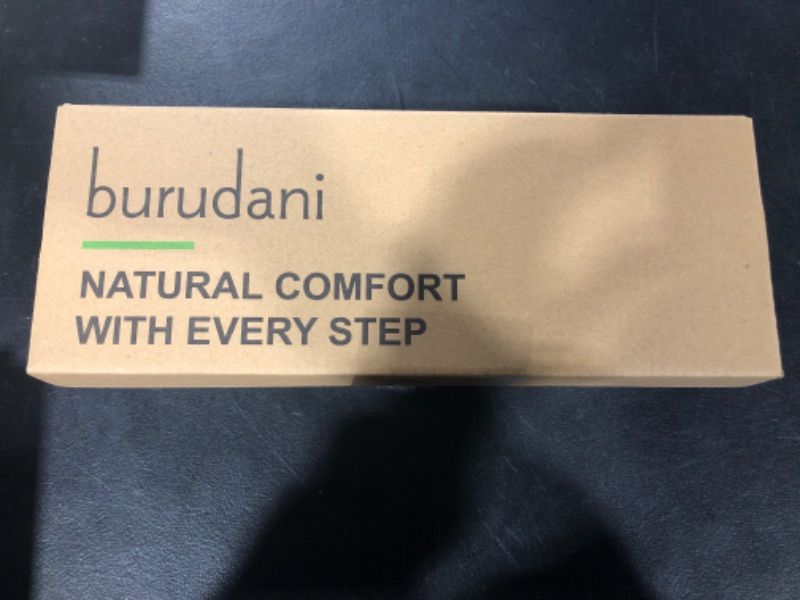 burudani
NATURAL COMFORT
WITH EVERY STEP